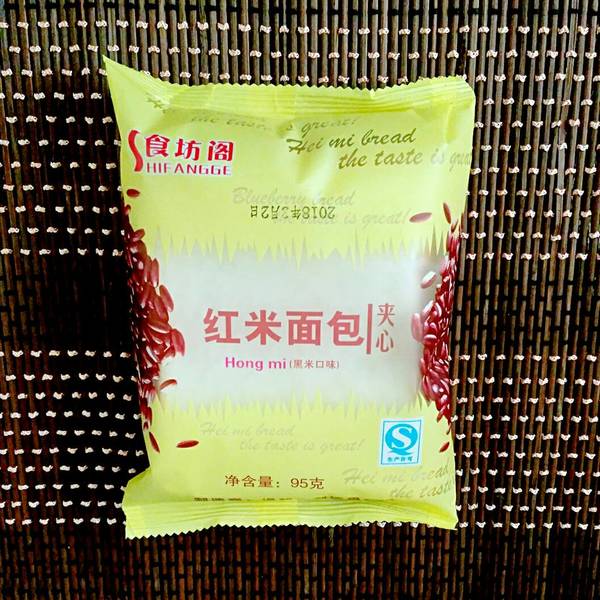 the taste is great!
Hei mi bread
the taste is grea
食坊阁
SHIFANGGE
Blueberry bread
the taste is great!
2018年3月2日
红米面包
夹心
Hong mi(黑米口味)
Hei mi bread
the taste is great!
生产许可
净含量：95克
Hei mi bread
the taste